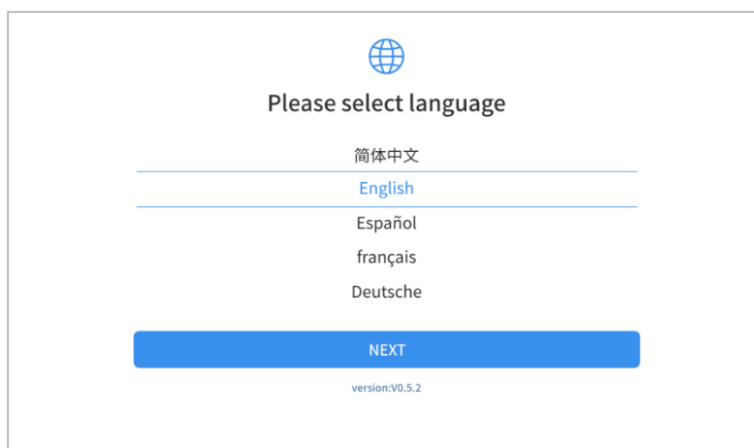 Please select language
简体中文
English
Español
français
Deutsche
NEXT
version:V0.5.2